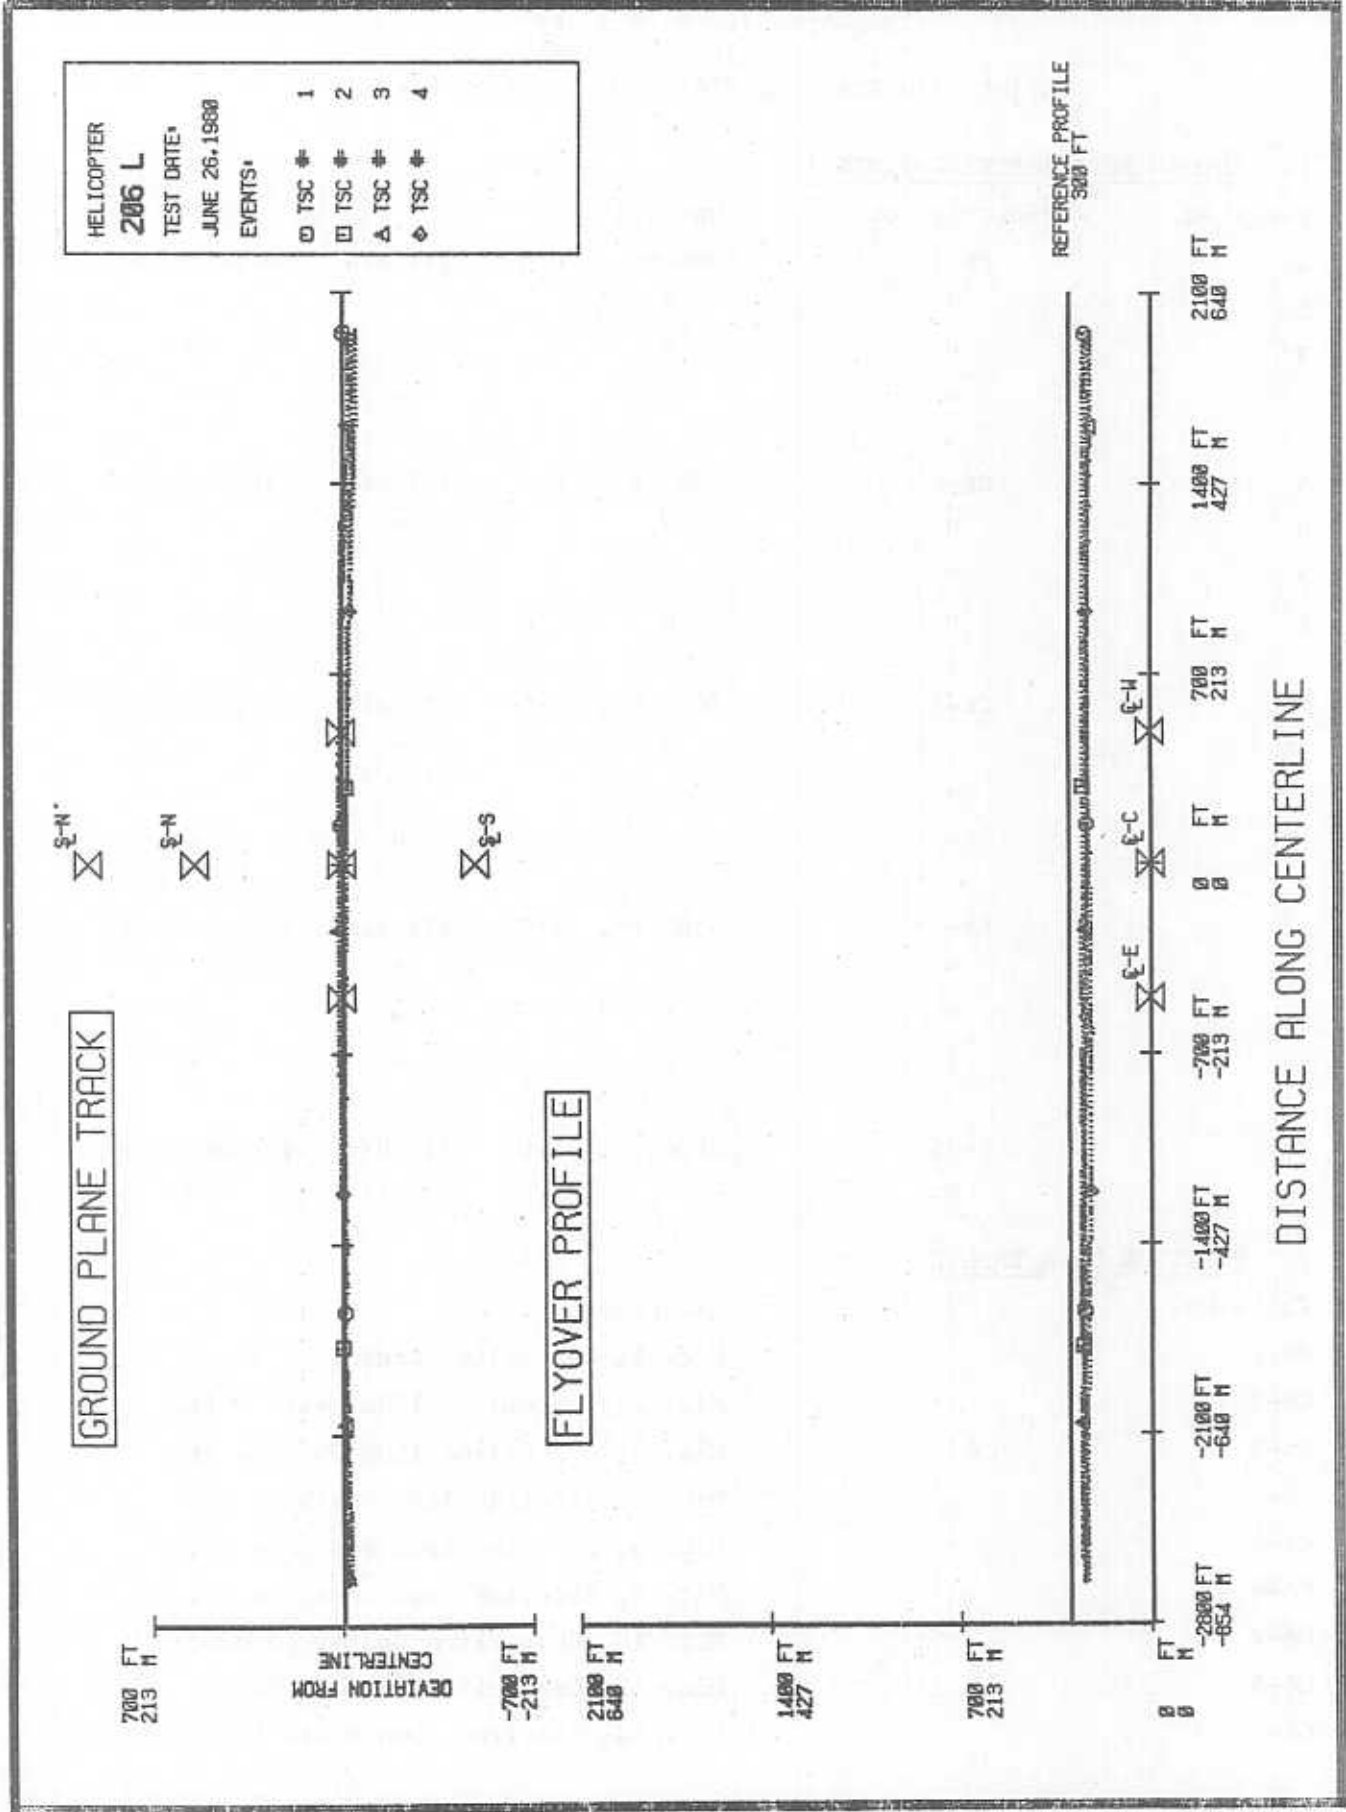 GROUND PLANE TRACK
℄-N'
℄-N
℄-S
HELICOPTER
206 L
TEST DATE:
JUNE 26,1980
EVENTS:
TSC # 1
TSC # 2
TSC # 3
TSC # 4
700 FT
213 M
DEVIATION FROM
CENTERLINE
-700 FT
-213 M
FLYOVER PROFILE
2100 FT
640 M
1400 FT
427 M
700 FT
213 M
0 FT
0 M
REFERENCE PROFILE
300 FT
℄-E
℄-C
℄-W
-2800 FT -2100 FT -1400 FT -700 FT 0 FT 700 FT 1400 FT 2100 FT
-854 M -640 M -427 M -213 M 0 M 213 M 427 M 640 M
DISTANCE ALONG CENTERLINE